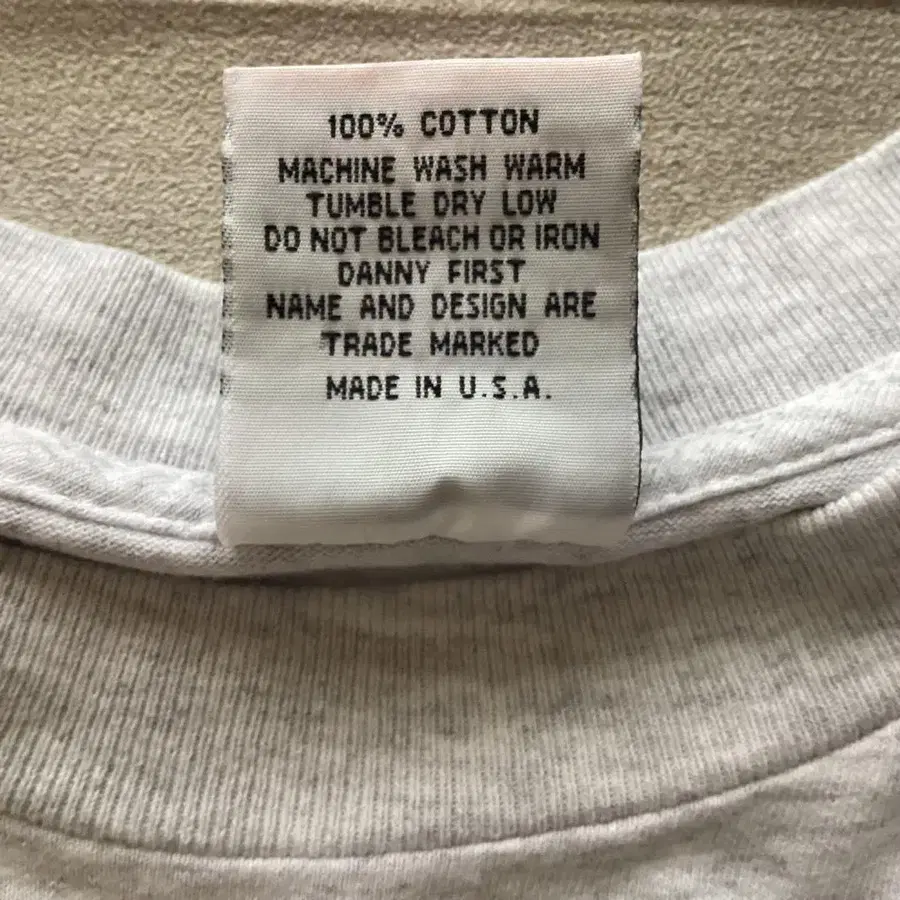 100% COTTON
MACHINE WASH WARM
TUMBLE DRY LOW
DO NOT BLEACH OR IRON
DANNY FIRST
NAME AND DESIGN ARE
TRADE MARKED
MADE IN U.S.A.